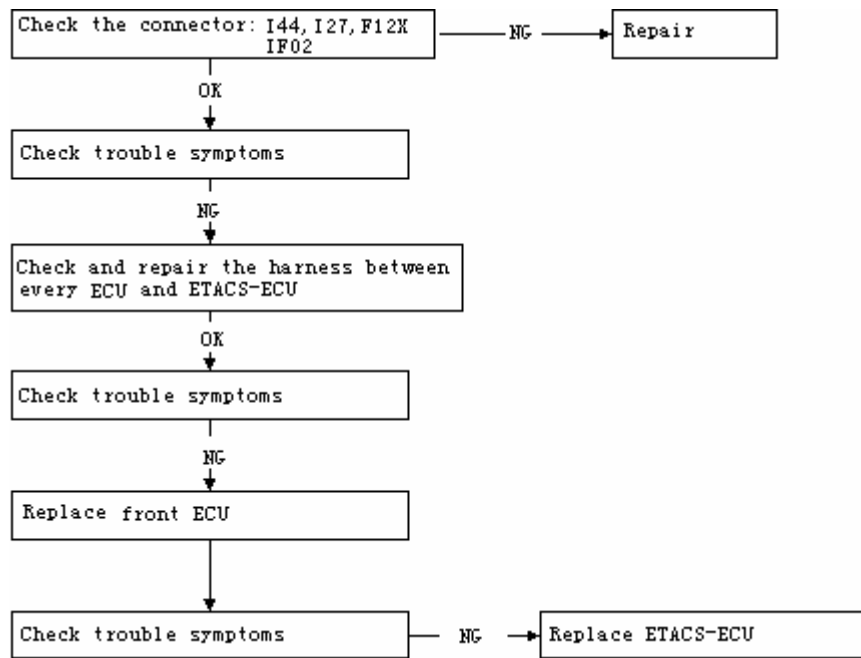 Check the connector: I44, I27, F12X
IF02
NG
Repair
OK
Check trouble symptoms
NG
Check and repair the harness between
every ECU and ETACS-ECU
OK
Check trouble symptoms
NG
Replace front ECU
Check trouble symptoms
NG
Replace ETACS-ECU